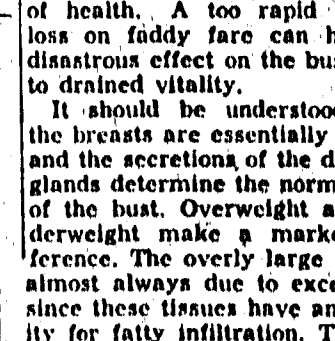 of health. A too rapid
loss on faddy fare can h
disastrous effect on the bus
to drained vitality.
It should be understoo
the breasts are essentially
and the secretions of the d
glands determine the norm
of the bust. Overweight a
derweight make a marke
ference. The overly large
almost always due to exce
since these tissues have an
ity for fatty infiltration. T